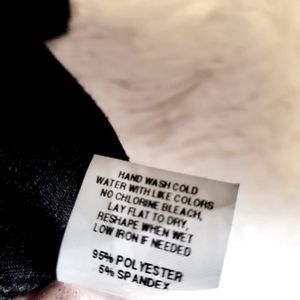 HAND WASH COLD
WATER WITH LIKE COLORS
NO CHLORINE BLEACH,
LAY FLAT TO DRY,
RESHAPE WHEN WET
LOW IRON IF NEEDED
95% POLYESTER
5% SPANDEX